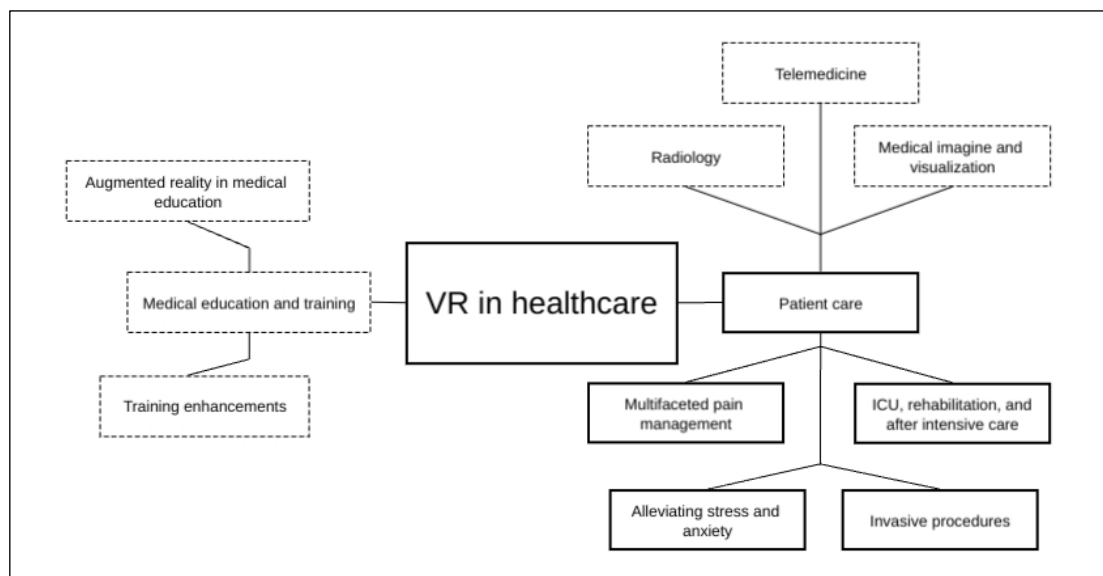 Telemedicine
Radiology
Medical imagine and
visualization
Augmented reality in medical
education
VR in healthcare
Medical education and training
Patient care
Training enhancements
Multifaceted pain
management
ICU, rehabilitation, and
after intensive care
Alleviating stress and
anxiety
Invasive procedures